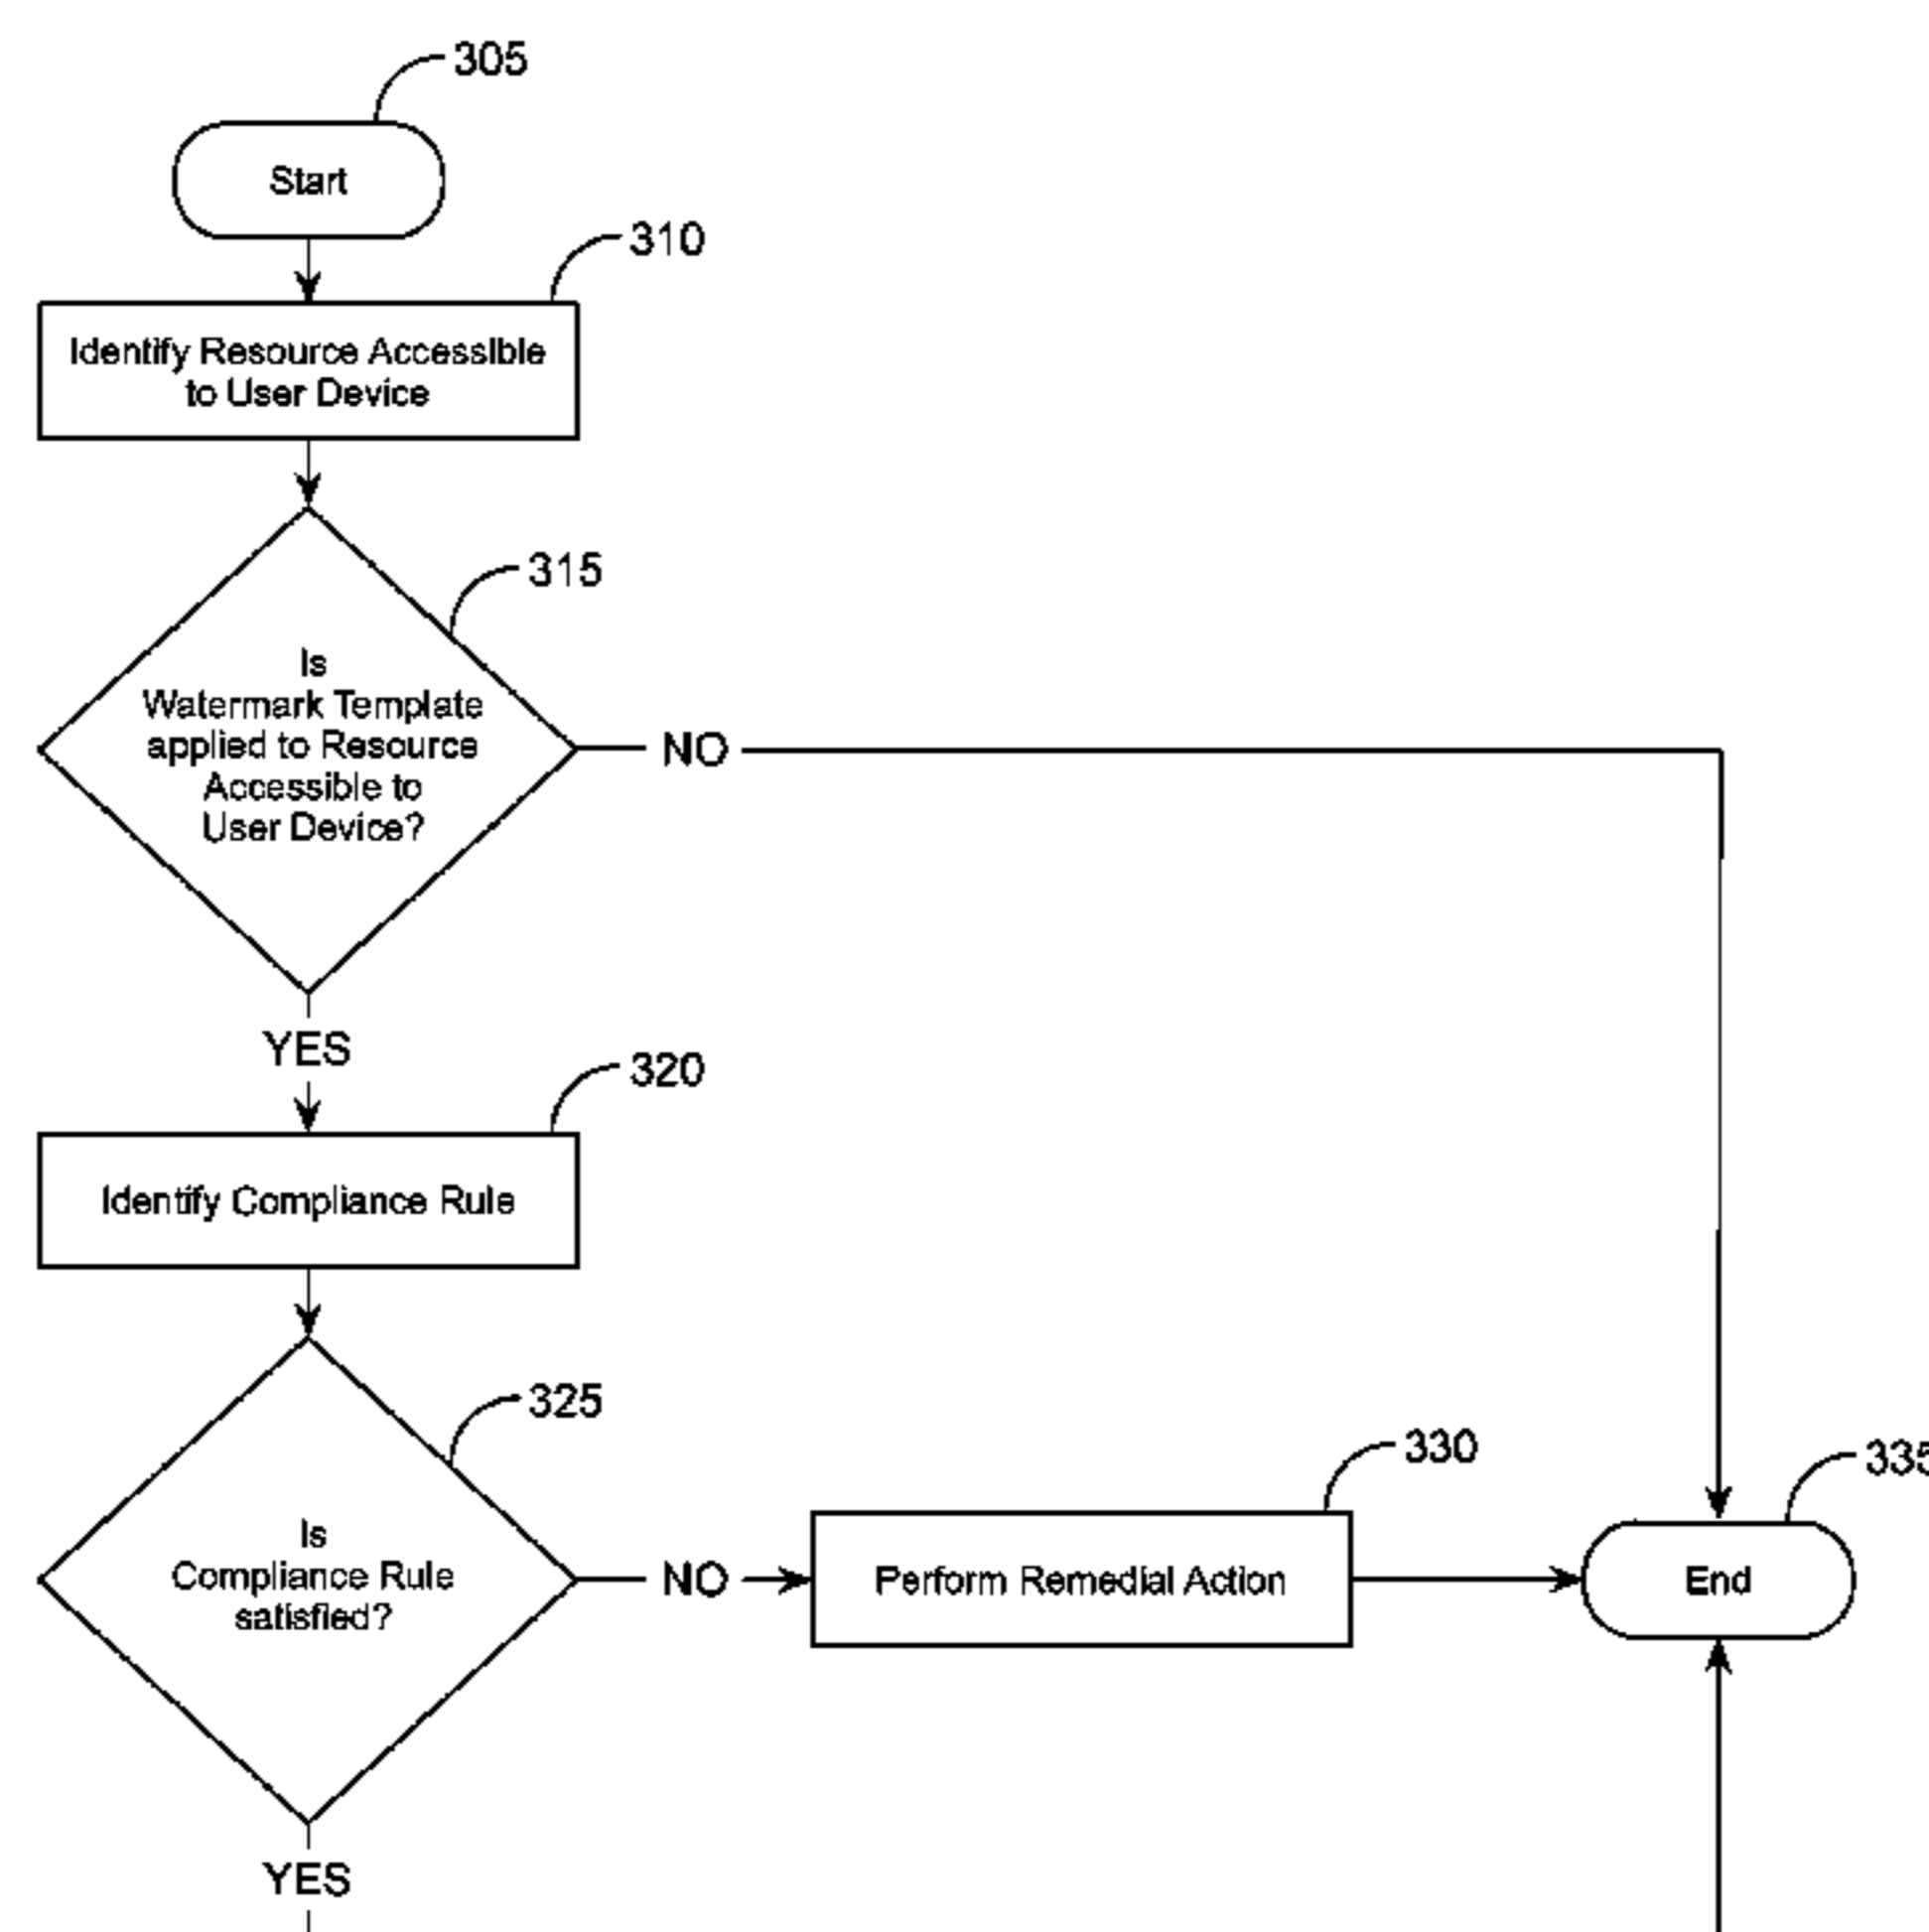 305
Start
310
Identify Resource Accessible
to User Device
315
Is
Watermark Template
applied to Resource
Accessible to
User Device?
NO
YES
320
Identify Compliance Rule
325
Is
Compliance Rule
satisfied?
NO
330
Perform Remedial Action
335
End
YES